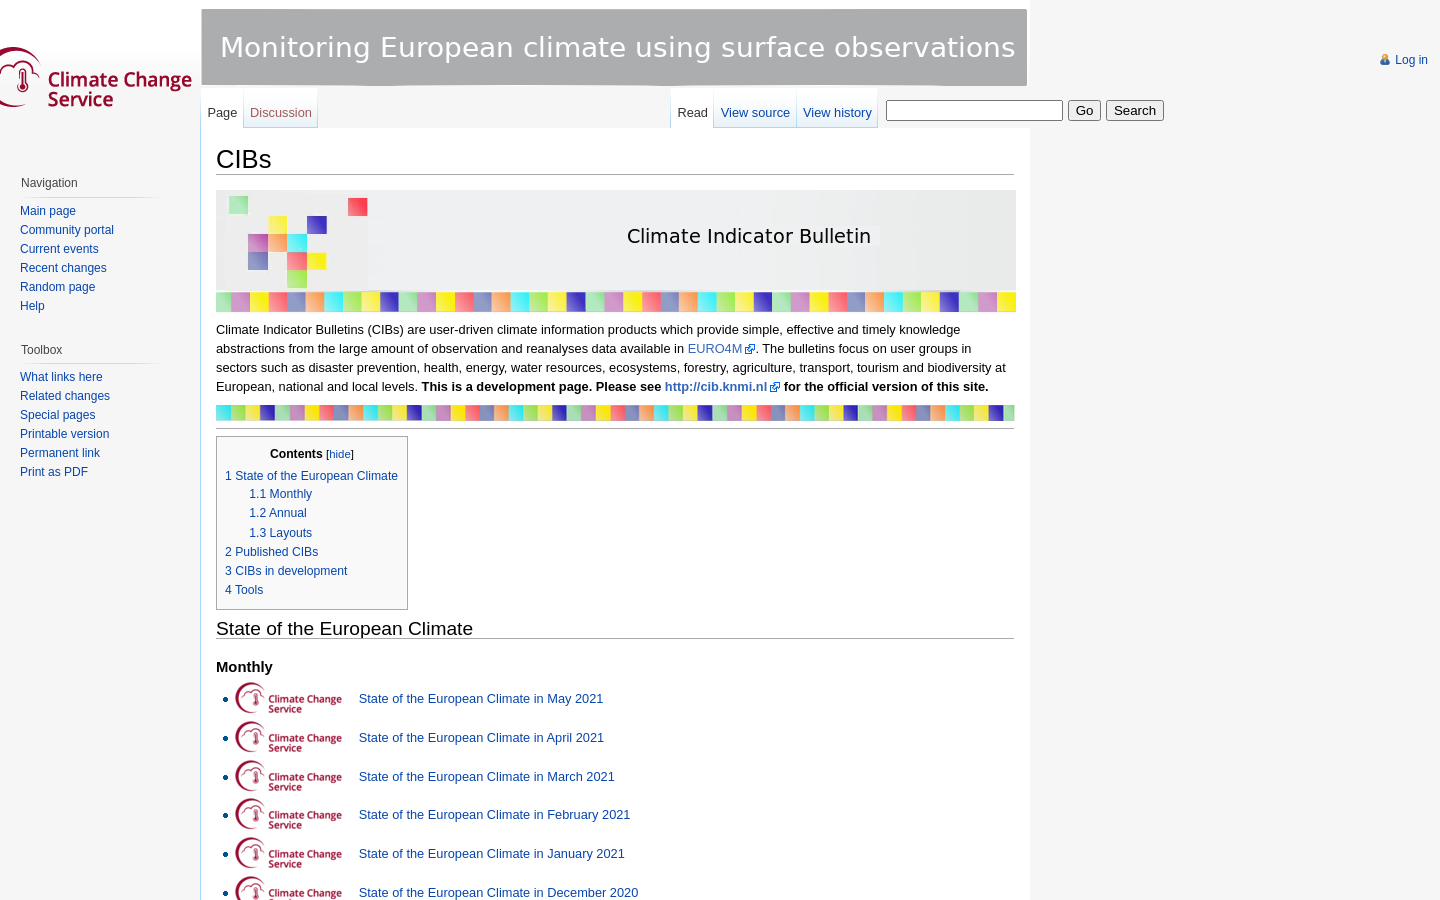 Monitoring European climate using surface observations
Climate Change
Service
Log in
Page
Discussion
Read
View source
View history
Go
Search
Navigation
Main page
Community portal
Current events
Recent changes
Random page
Help
Toolbox
What links here
Related changes
Special pages
Printable version
Permanent link
Print as PDF
CIBs
Climate Indicator Bulletin
Climate Indicator Bulletins (CIBs) are user-driven climate information products which provide simple, effective and timely knowledge
abstractions from the large amount of observation and reanalyses data available in EURO4M. The bulletins focus on user groups in
sectors such as disaster prevention, health, energy, water resources, ecosystems, forestry, agriculture, transport, tourism and biodiversity at
European, national and local levels. This is a development page. Please see http://cib.knmi.nl for the official version of this site.
Contents [hide]
1 State of the European Climate
1.1 Monthly
1.2 Annual
1.3 Layouts
2 Published CIBs
3 CIBs in development
4 Tools
State of the European Climate
Monthly
Climate Change
Service
State of the European Climate in May 2021
Climate Change
Service
State of the European Climate in April 2021
Climate Change
Service
State of the European Climate in March 2021
Climate Change
Service
State of the European Climate in February 2021
Climate Change
Service
State of the European Climate in January 2021
Climate Change
Service
State of the European Climate in December 2020